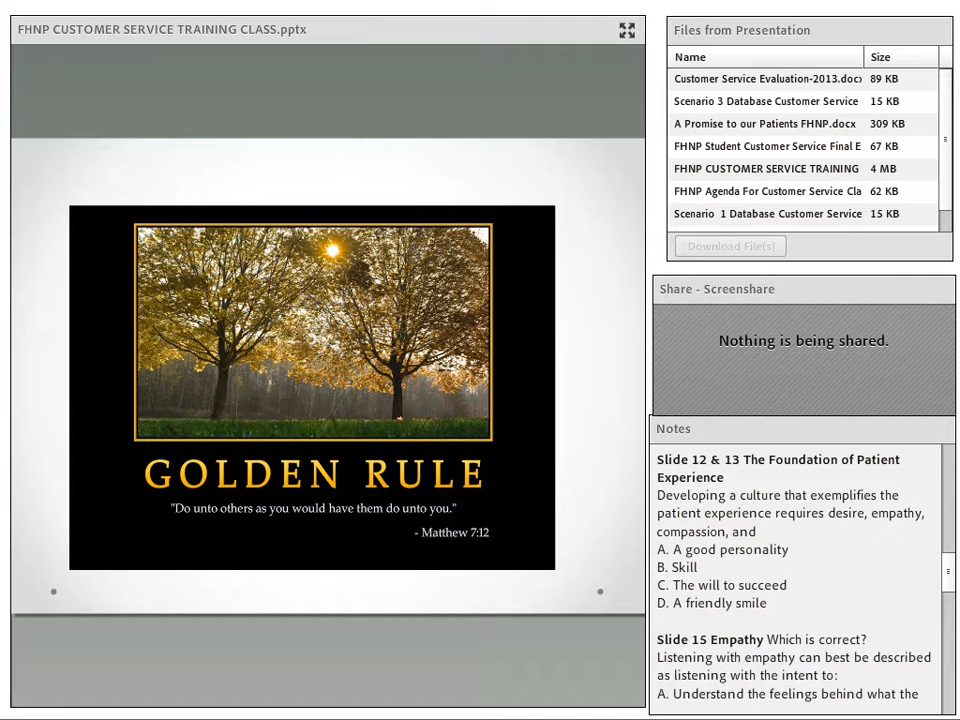 FHNP CUSTOMER SERVICE TRAINING CLASS.pptx
GOLDEN RULE
"Do unto others as you would have them do unto you."
- Matthew 7:12
Files from Presentation
Name Size
Customer Service Evaluation-2013.docx 89 KB
Scenario 3 Database Customer Service 15 KB
A Promise to our Patients FHNP.docx 309 KB
FHNP Student Customer Service Final E 67 KB
FHNP CUSTOMER SERVICE TRAINING 4 MB
FHNP Agenda For Customer Service Cla 62 KB
Scenario 1 Database Customer Service 15 KB
Download File(s)
Share - Screenshare
Nothing is being shared.
Notes
Slide 12 & 13 The Foundation of Patient
Experience
Developing a culture that exemplifies the
patient experience requires desire, empathy,
compassion, and
A. A good personality
B. Skill
C. The will to succeed
D. A friendly smile
Slide 15 Empathy Which is correct?
Listening with empathy can best be described
as listening with the intent to:
A. Understand the feelings behind what the